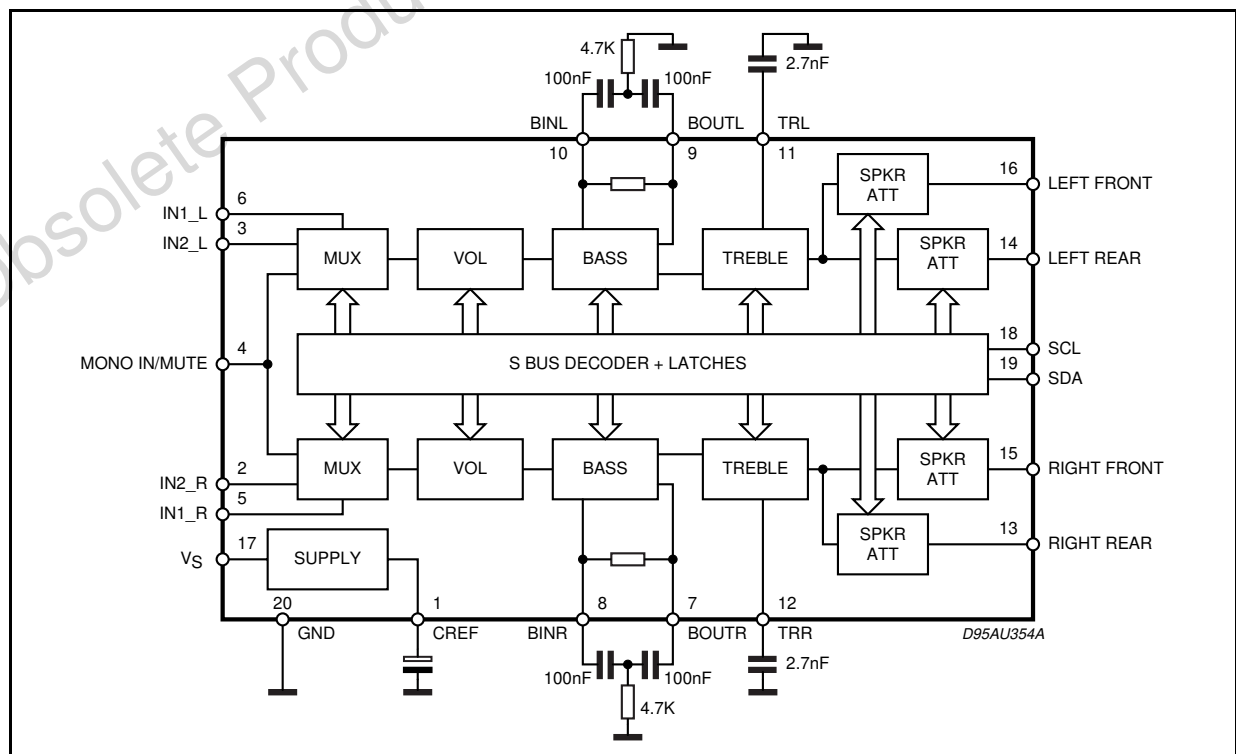 Obsolete Produ
4.7K
100nF 100nF
2.7nF
BINL BOUTL TRL
10 9 11
SPKR
ATT
16 LEFT FRONT
6
IN1_L
3
IN2_L
MUX VOL BASS TREBLE
SPKR
ATT
14 LEFT REAR
4
MONO IN/MUTE
S BUS DECODER + LATCHES
18 SCL
19 SDA
MUX VOL BASS TREBLE
SPKR
ATT
15 RIGHT FRONT
2
IN2_R
5
IN1_R
SPKR
ATT
13 RIGHT REAR
VS 17 SUPPLY
20 1 8 7 12
GND CREF BINR BOUTR TRR
D95AU354A
100nF 100nF
2.7nF
4.7K